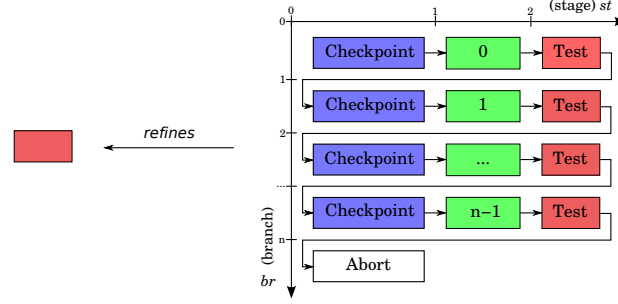 (stage) st
0 1 2
0
Checkpoint 0 Test
1
Checkpoint 1 Test
refines
2
Checkpoint ... Test
...
Checkpoint n−1 Test
n
(branch)
Abort
br